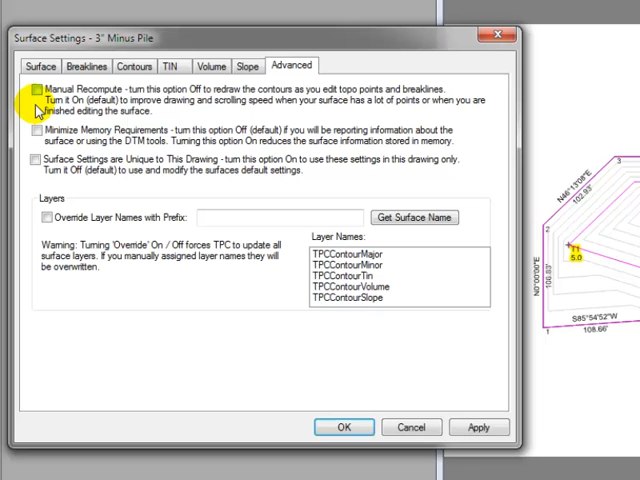 Surface Settings - 3" Minus Pile
Surface
Breaklines
Contours
TIN
Volume
Slope
Advanced
Manual Recompute - turn this option Off to redraw the contours as you edit topo points and breaklines.
Turn it On (default) to improve drawing and scrolling speed when your surface has a lot of points or when you are
finished editing the surface.
Minimize Memory Requirements - turn this option Off (default) if you will be reporting information about the
surface or using the DTM tools. Turning this option On reduces the surface information stored in memory.
Surface Settings are Unique to This Drawing - turn this option On to use these settings in this drawing only.
Turn it Off (default) to use and modify the surfaces default settings.
Layers
Override Layer Names with Prefix:
Get Surface Name
Warning: Turning 'Override' On / Off forces TPC to update all
surface layers. If you manually assigned layer names they will
be overwritten.
Layer Names:
TPCContourMajor
TPCContourMinor
TPCContourTin
TPCContourVolume
TPCContourSlope
OK
Cancel
Apply
3
N46°13'08"E
102.93'
2
T1
5.0
N0°00'00"E
106.83'
S85°54'52"W
108.66'
1